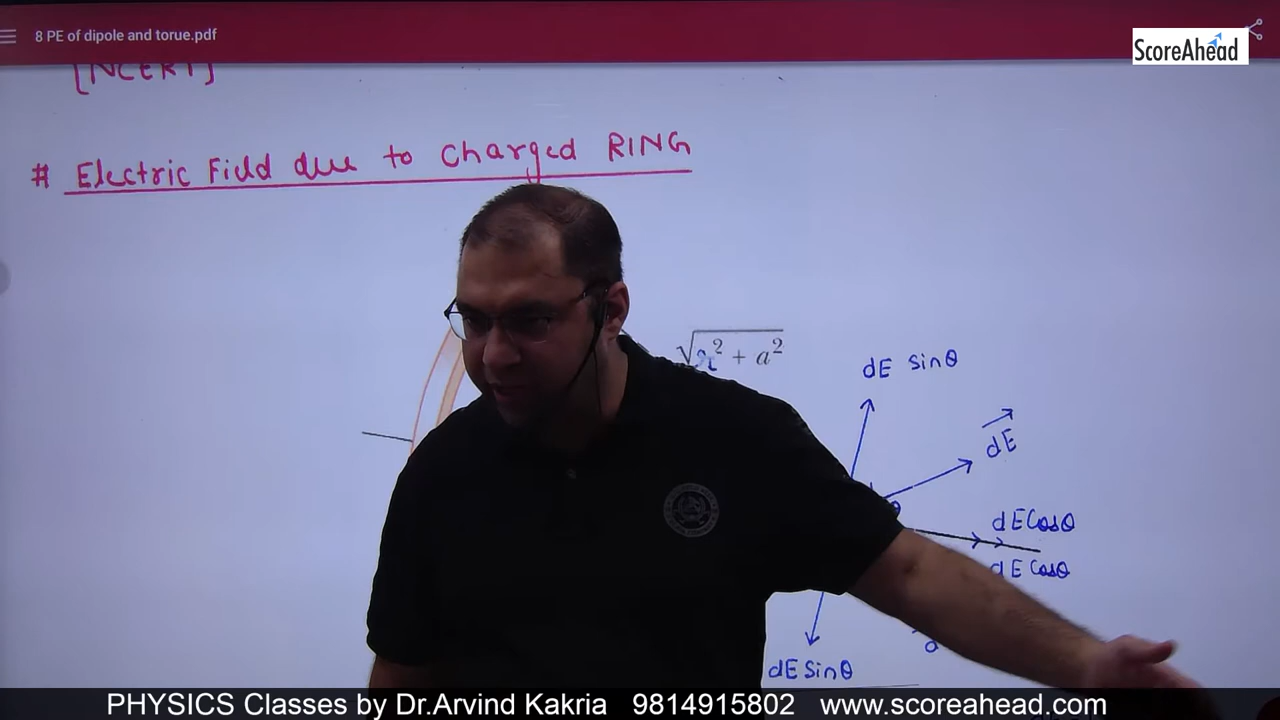 8 PE of dipole and torue.pdf
ScoreAhead
[NCERT]
# Electric Field due to Charged RING
√x² + a²
dE Sinθ
dE
dE Cosθ
dE Cosθ
dE Sinθ
PHYSICS Classes by Dr.Arvind Kakria 9814915802 www.scoreahead.com